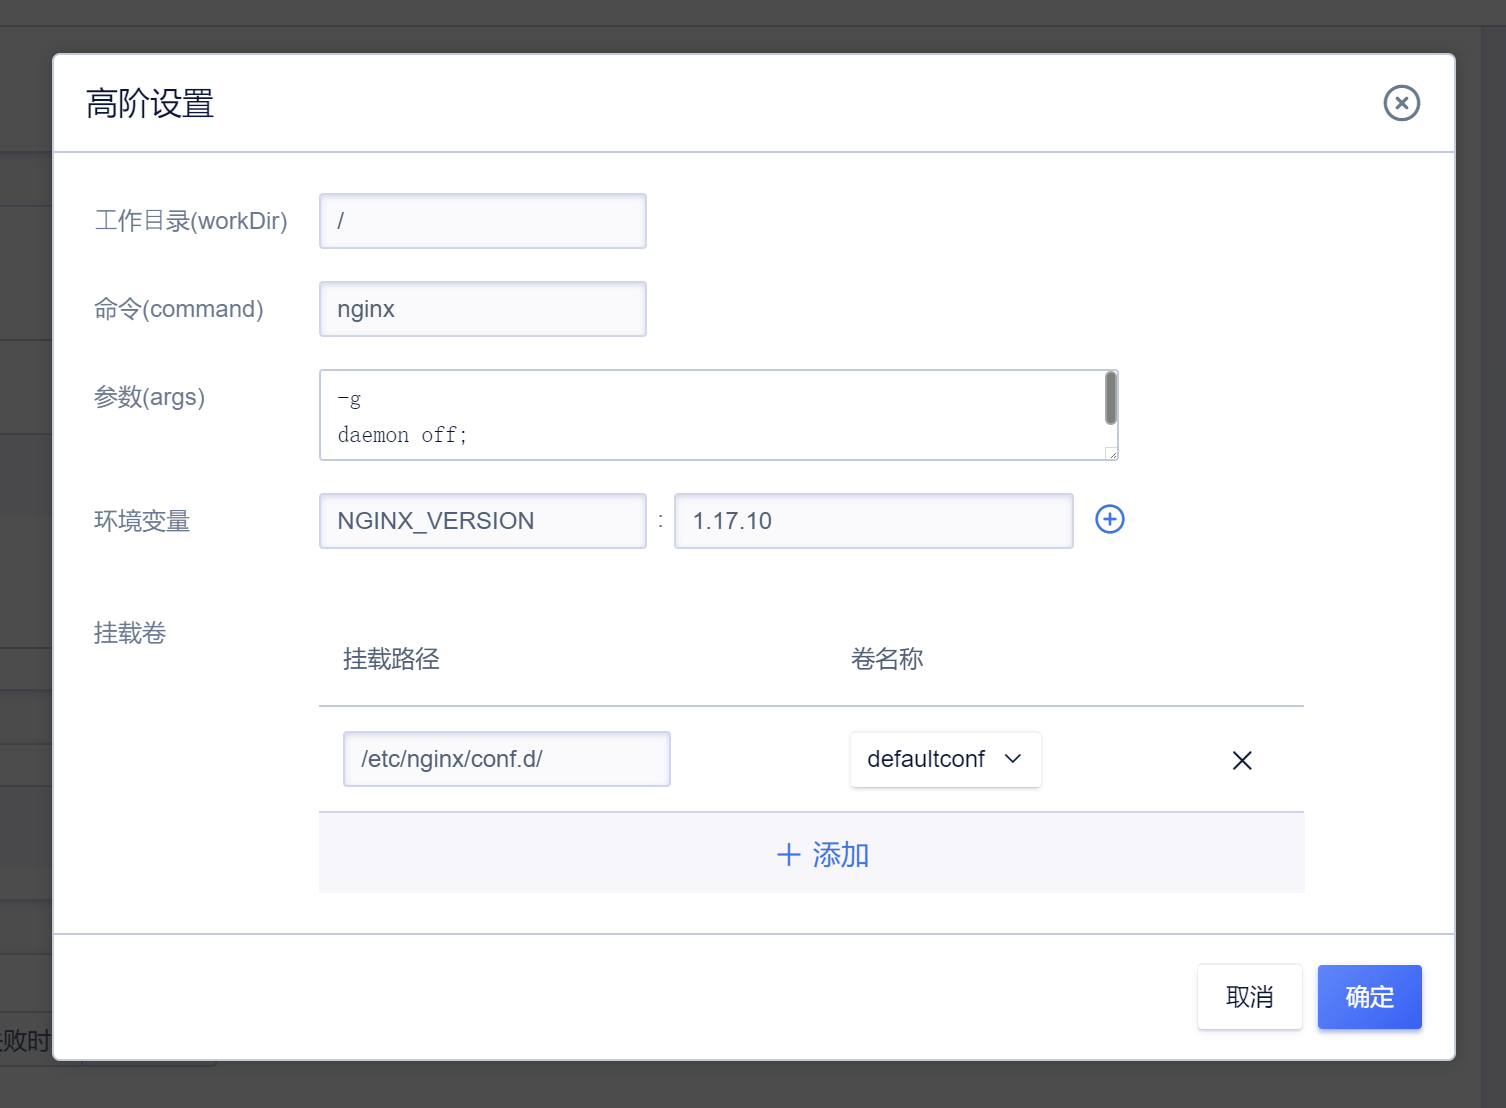 高阶设置
工作目录(workDir)
/
命令(command)
nginx
参数(args)
-g
daemon off;
环境变量
NGINX_VERSION
:
1.17.10
挂载卷
挂载路径
卷名称
/etc/nginx/conf.d/
defaultconf
添加
败时
取消
确定